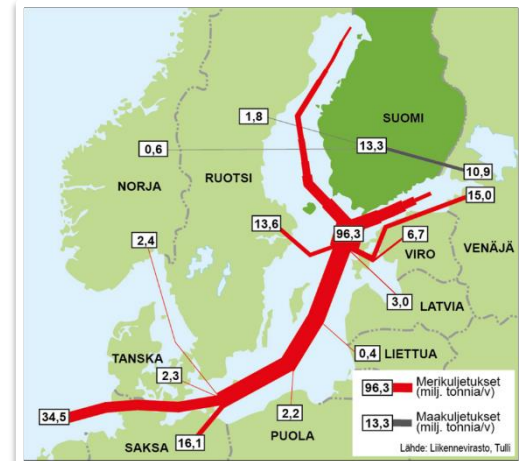 SUOMI
1,8
13,3
0,6
10,9
NORJA
RUOTSI
15,0
13,6
96,3
6,7
VENÄJÄ
2,4
VIRO
3,0
LATVIA
TANSKA
0,4
LIETTUA
2,3
34,5
2,2
SAKSA
16,1
PUOLA
96,3 Merikuljetukset
(milj. tonnia/v)
13,3 Maakuljetukset
(milj. tonnia/v)
Lähde: Liikennevirasto, Tulli